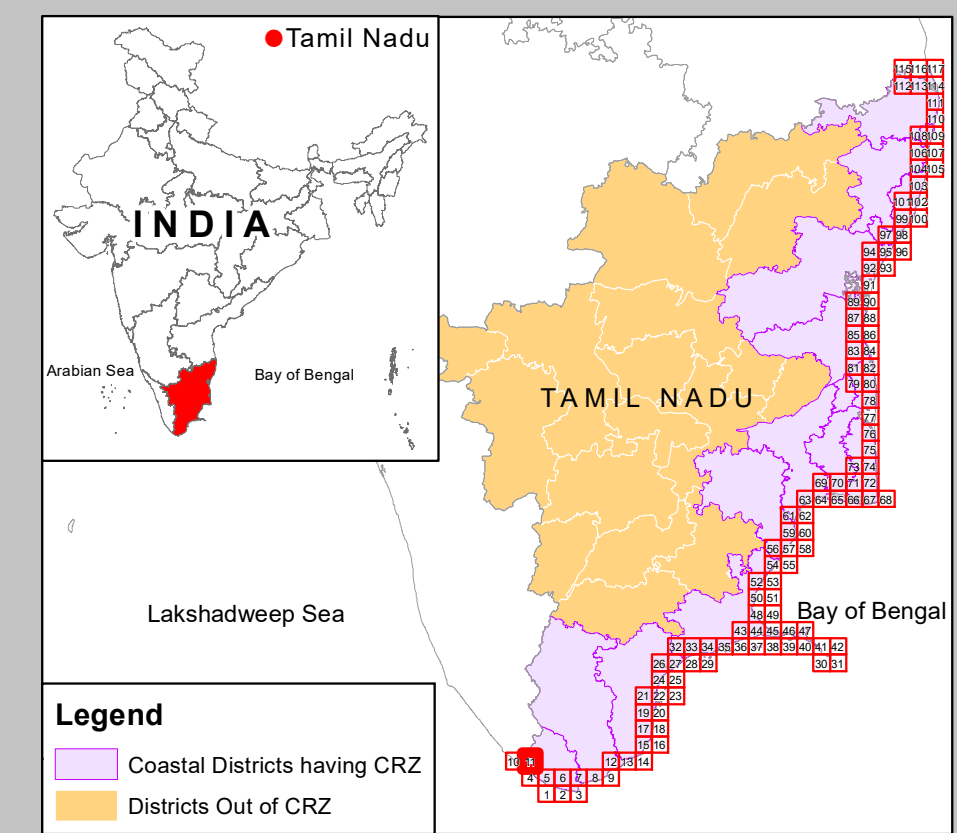 Tamil Nadu
INDIA
Arabian Sea
Bay of Bengal
115 116 117
112 113 114
111
110
108 109
106 107
104 105
103
101 102
99 100
97 98
94 95 96
92 93
91
89 90
87 88
85 86
83 84
81 82
TAMIL NADU
79 80
78
77
76
75
73 74
69 70 71 72
63 64 65 66 67 68
61 62
59 60
56 57 58
54 55
52 53
50 51
48 49
Lakshadweep Sea
Bay of Bengal
43 44 45 46 47
32 33 34 35 36 37 38 39 40 41 42
26 27 28 29 30 31
24 25
21 22 23
19 20
17 18
15 16
10 11 12 13 14
4 5 6 7 8 9
1 2 3
Legend
Coastal Districts having CRZ
Districts Out of CRZ